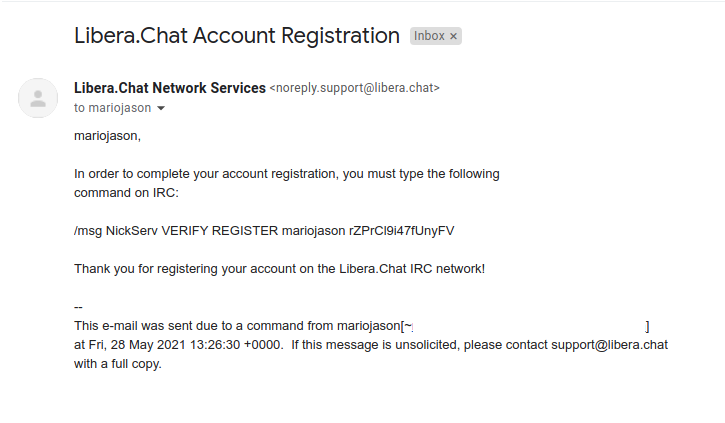 Libera.Chat Account Registration Inbox ×
Libera.Chat Network Services <noreply.support@libera.chat>
to mariojason
mariojason,
In order to complete your account registration, you must type the following
command on IRC:
/msg NickServ VERIFY REGISTER mariojason rZPrCl9i47fUnyFV
Thank you for registering your account on the Libera.Chat IRC network!
--
This e-mail was sent due to a command from mariojason[~ ]
at Fri, 28 May 2021 13:26:30 +0000.  If this message is unsolicited, please contact support@libera.chat
with a full copy.